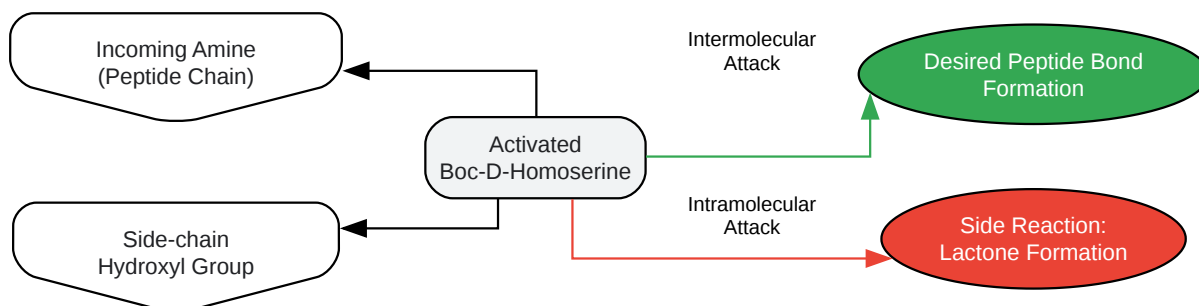 Incoming Amine
(Peptide Chain)
Intermolecular
Attack
Desired Peptide Bond
Formation
Activated
Boc-D-Homoserine
Side-chain
Hydroxyl Group
Intramolecular
Attack
Side Reaction:
Lactone Formation